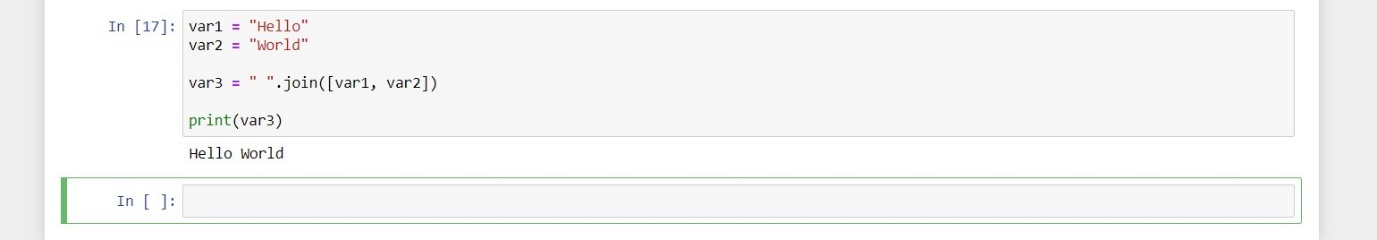 In [17]: var1 = "Hello"
var2 = "World"
var3 = " ".join([var1, var2])
print(var3)
Hello World
In [ ]: